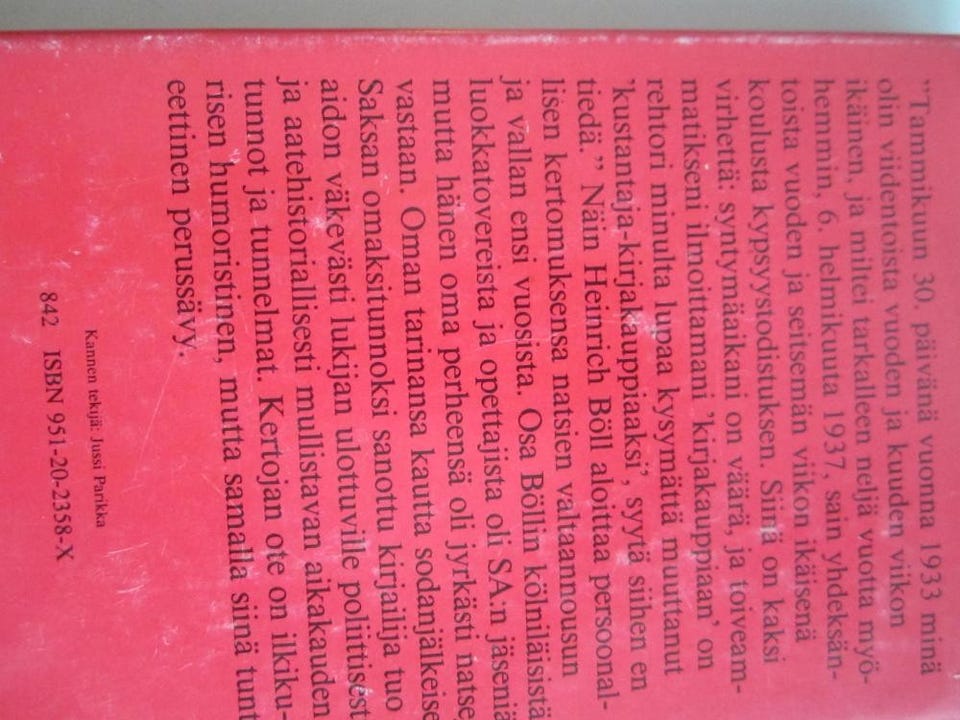 "Tammikuun 30. päivänä vuonna 1933 minä
olin viidentoista vuoden ja kuuden viikon
ikäinen, ja miltei tarkalleen neljä vuotta myö-
hemmin, 6. helmikuuta 1937, sain yhdeksän-
toista vuoden ja seitsemän viikon ikäisenä
koulusta kypsyystodistuksen. Siinä on kaksi
virhettä: syntymäaikani on väärä, ja toiveam-
matikseni ilmoittamani 'kirjakauppiaan' on
rehtori minulta lupaa kysymättä muuttanut
'kustantaja-kirjakauppiaaksi', syytä siihen en
tiedä." Näin Heinrich Böll aloittaa persoonal-
lisen kertomuksensa natsien valtaannousun
ja vallan ensi vuosista. Osa Böllin kölniläisistä
luokkatovereista ja opettajista oli SA:n jäseniä
mutta hänen oma perheensä oli jyrkästi natse
vastaan. Oman tarinansa kautta sodanjälkeise
Saksan omaksitunnoksi sanottu kirjailija tuo
aidon väkevästi lukijan ulottuville poliittisest
ja aatehistoriallisesti mullistavan aikakauden
tunnot ja tunnelmat. Kertojan ote on ilkiku-
risen humoristinen, mutta samalla siinä tunt
eettinen perussävy.
Kannen tekijä: Jussi Parikka
842 ISBN 951-20-2358-X